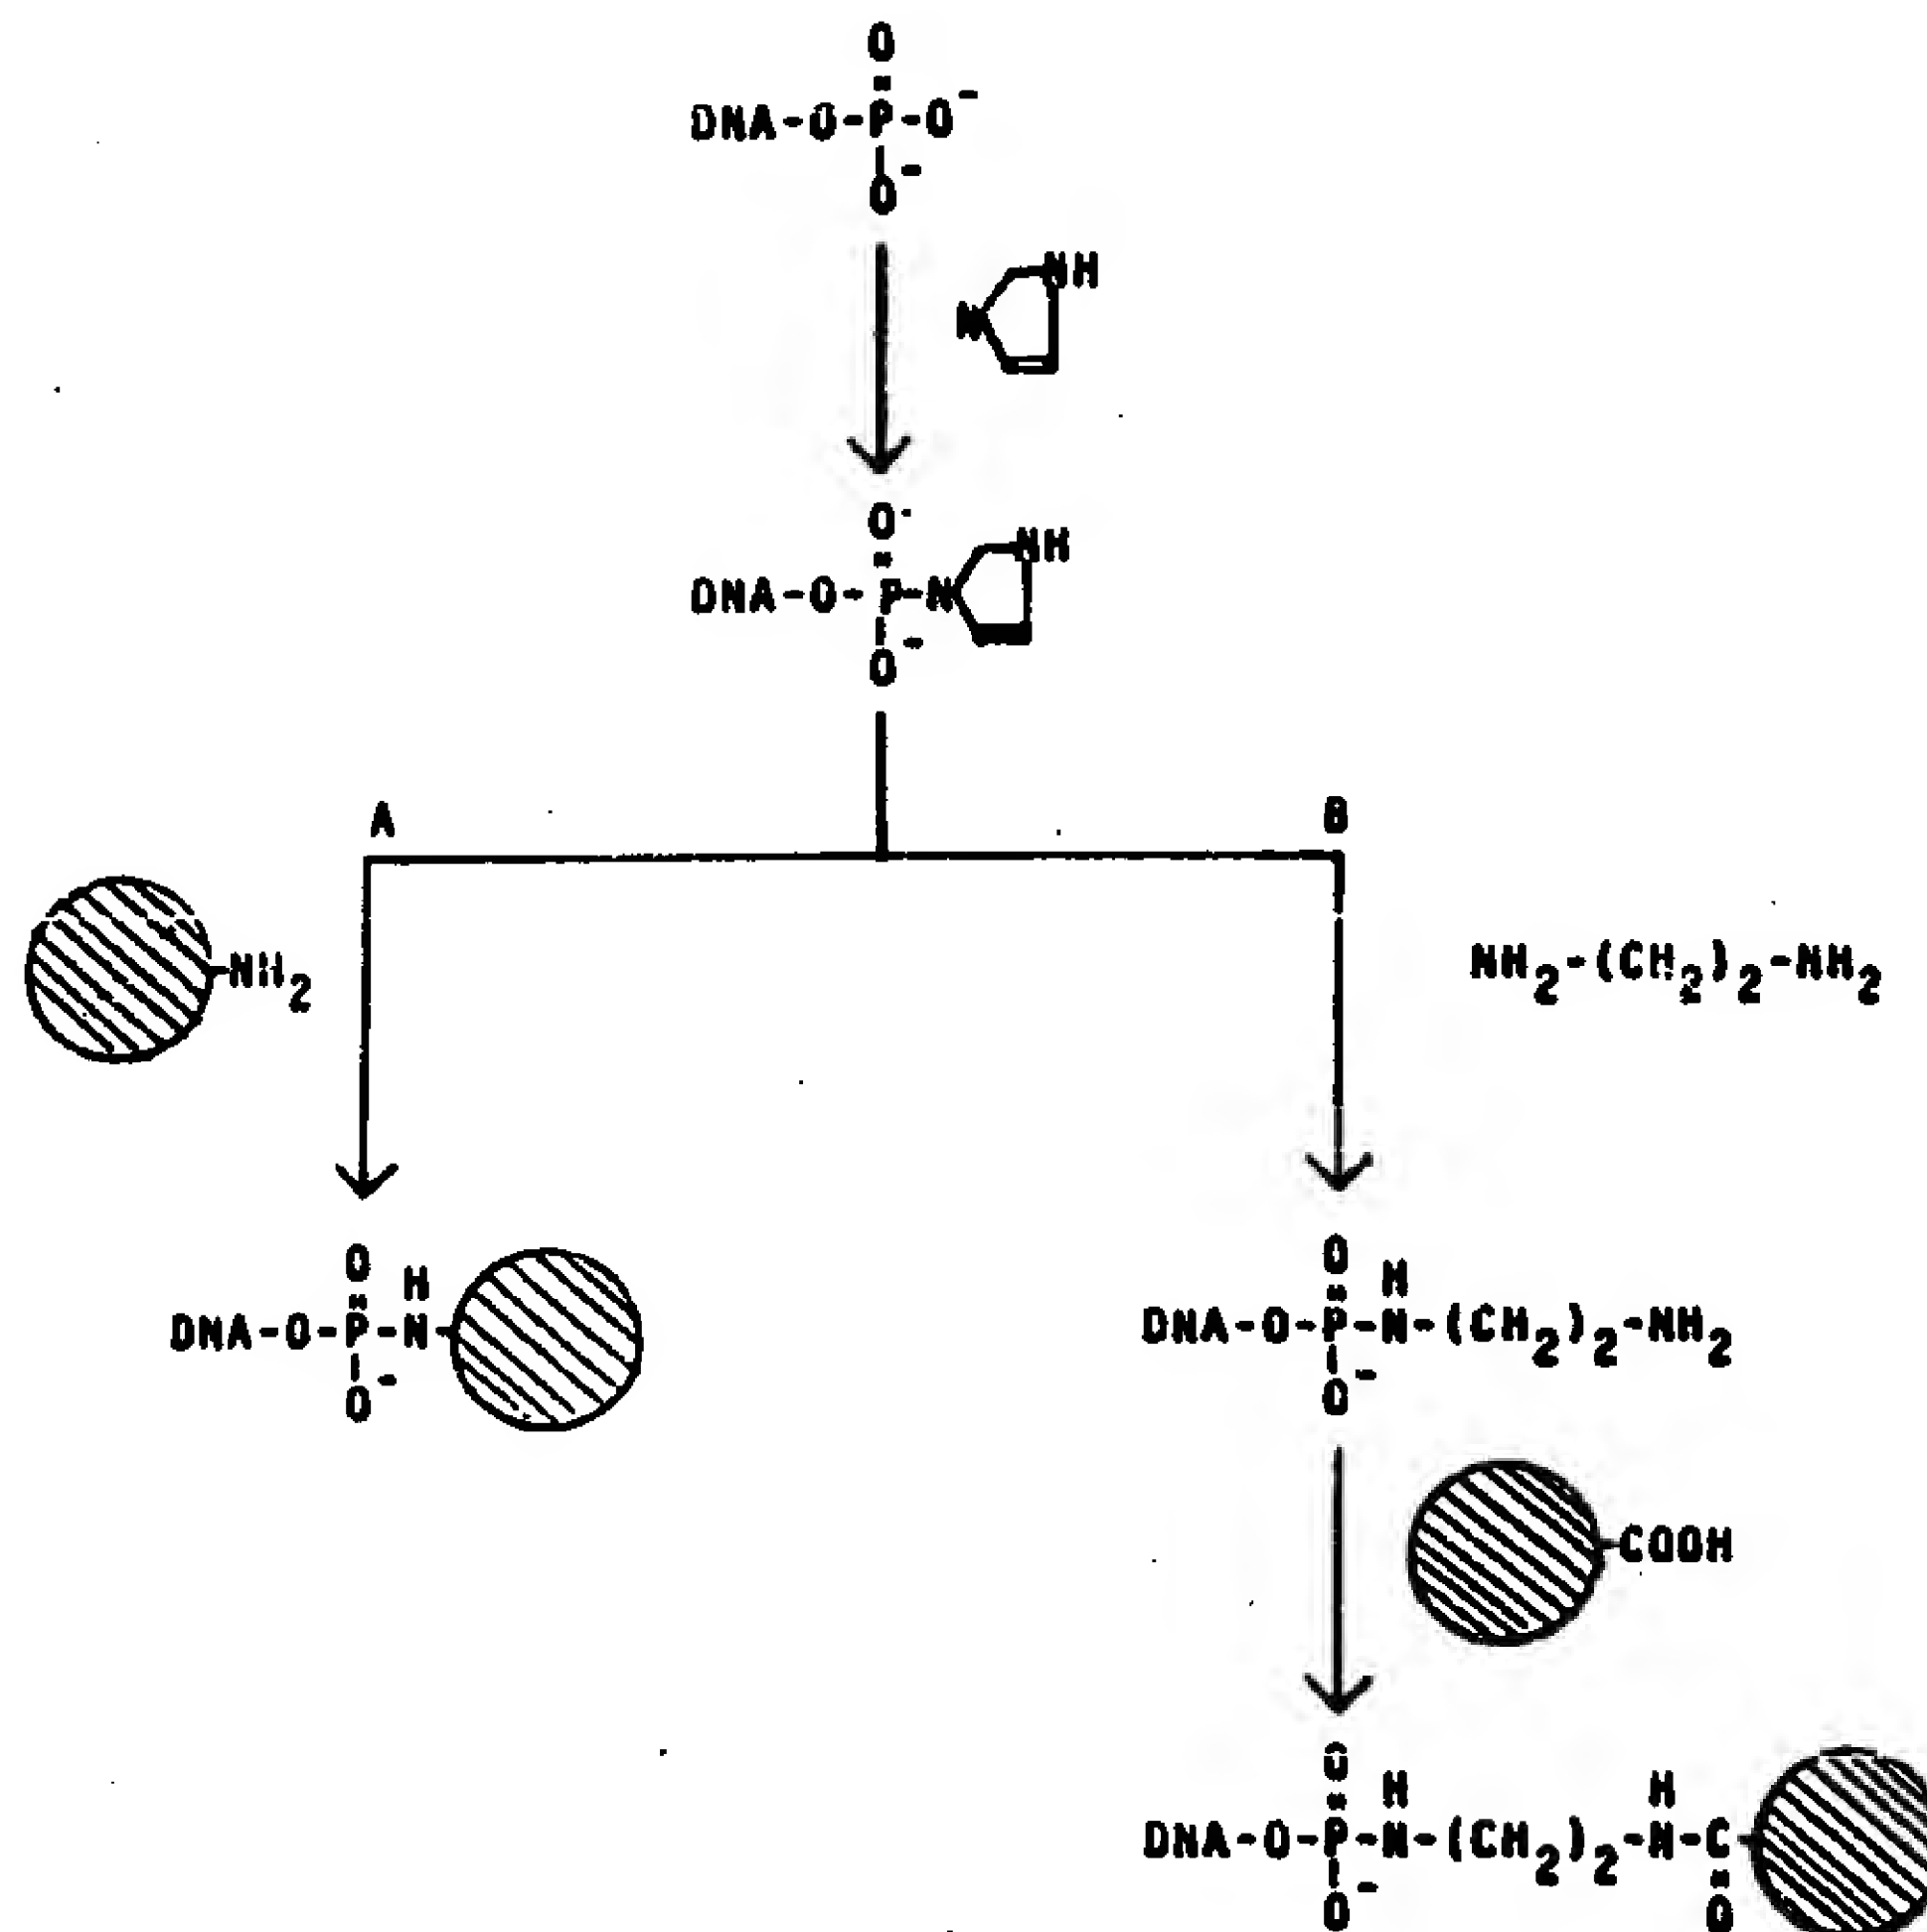 O
DNA-O-P-O⁻
O⁻
NH
N
O
NH
DNA-O-P-N
O⁻
A
B
-NH₂
NH₂-(CH₂)₂-NH₂
O
H
DNA-O-P-N-
O⁻
O
H
DNA-O-P-N-(CH₂)₂-NH₂
O⁻
-COOH
O
H
H
DNA-O-P-N-(CH₂)₂-N-C-
O⁻
O